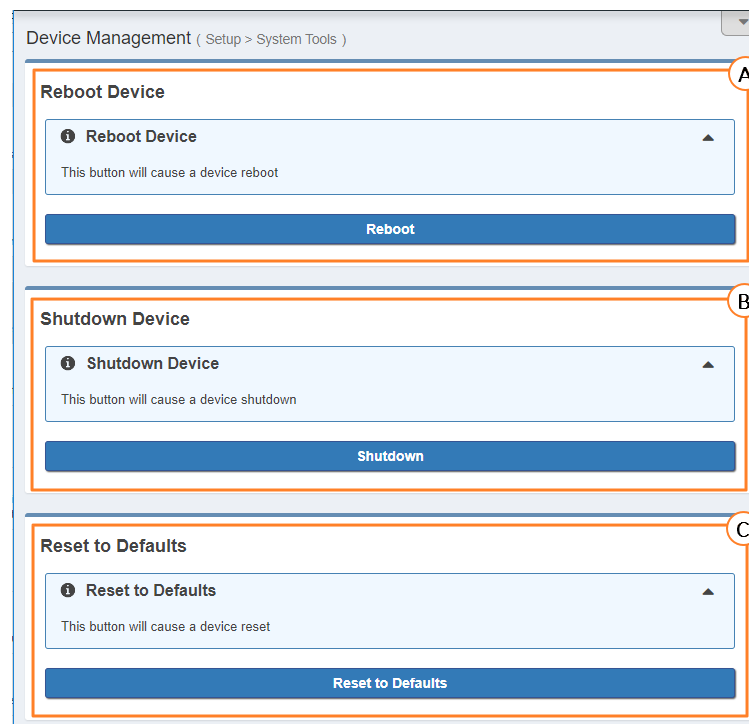 Device Management ( Setup > System Tools )
A
Reboot Device
Reboot Device
This button will cause a device reboot
Reboot
B
Shutdown Device
Shutdown Device
This button will cause a device shutdown
Shutdown
C
Reset to Defaults
Reset to Defaults
This button will cause a device reset
Reset to Defaults